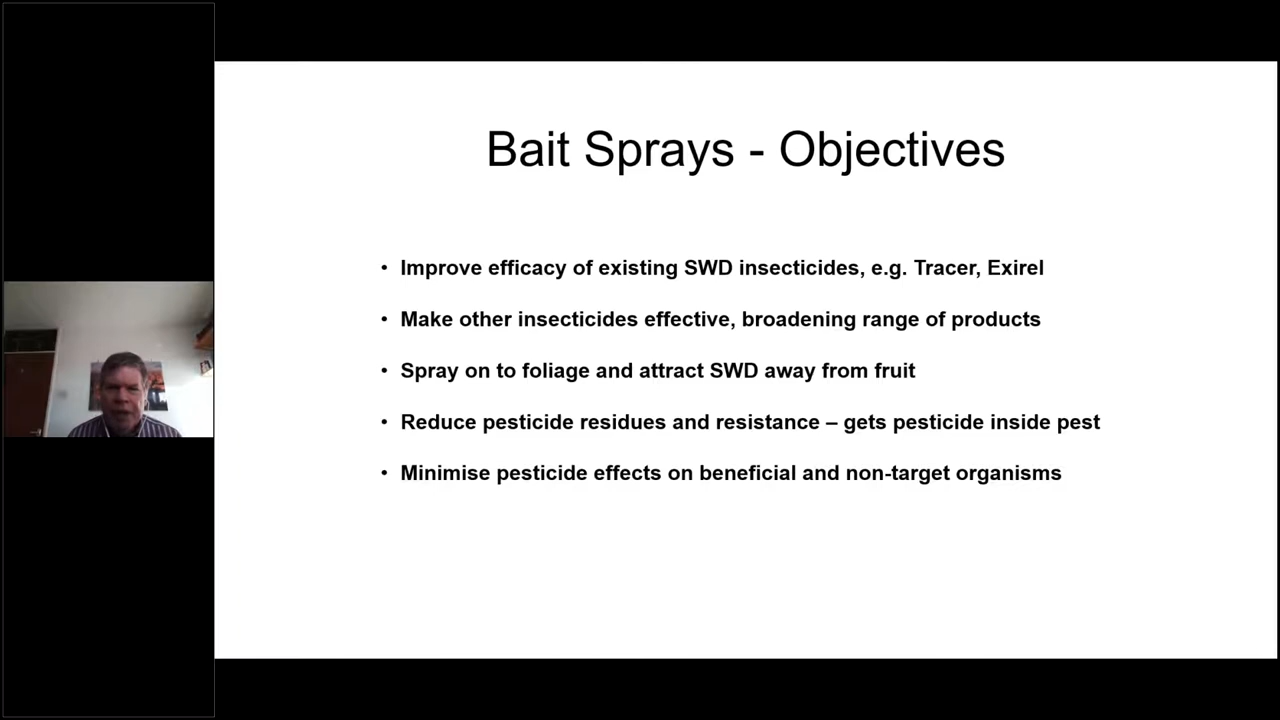 Bait Sprays - Objectives
• Improve efficacy of existing SWD insecticides, e.g. Tracer, Exirel
• Make other insecticides effective, broadening range of products
• Spray on to foliage and attract SWD away from fruit
• Reduce pesticide residues and resistance – gets pesticide inside pest
• Minimise pesticide effects on beneficial and non-target organisms